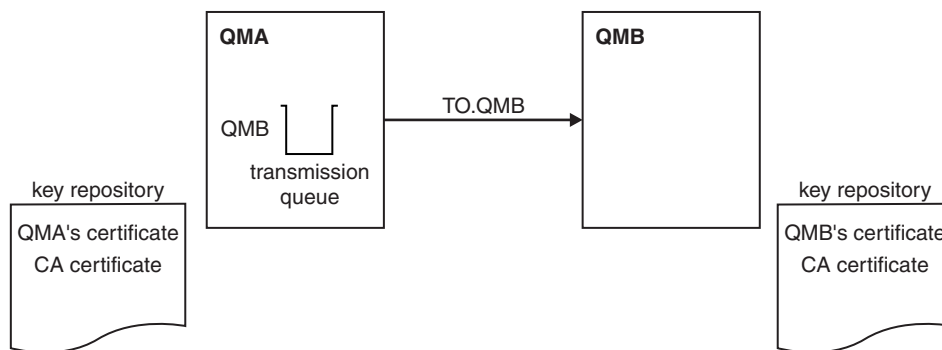 QMA
QMB
TO.QMB
QMB
transmission
queue
key repository
QMA's certificate
CA certificate
key repository
QMB's certificate
CA certificate